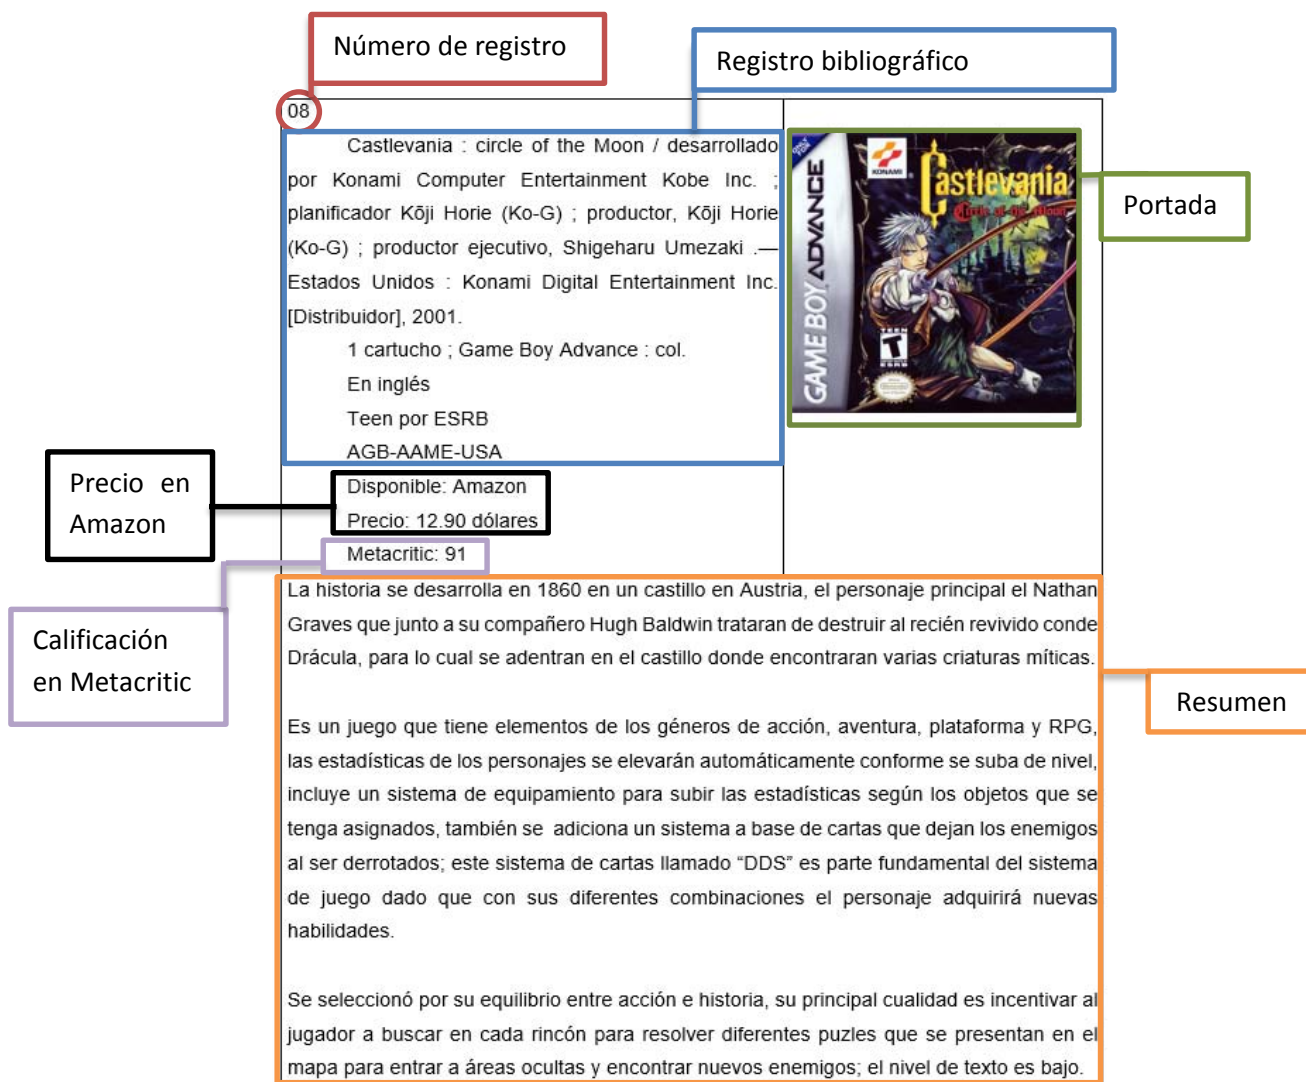 Número de registro
Registro bibliográfico
08
Castlevania : circle of the Moon / desarrollado
por Konami Computer Entertainment Kobe Inc. ;
planificador Kōji Horie (Ko-G) ; productor, Kōji Horie
(Ko-G) ; productor ejecutivo, Shigeharu Umezaki .—
Estados Unidos : Konami Digital Entertainment Inc.
[Distribuidor], 2001.
1 cartucho ; Game Boy Advance : col.
En inglés
Teen por ESRB
AGB-AAME-USA
Disponible: Amazon
Precio: 12.90 dólares
Metacritic: 91
ONLY FOR
GAME BOY ADVANCE
KONAMI
Castlevania
Circle of the Moon
TEEN
T
ESRB
Portada
Precio en
Amazon
Calificación
en Metacritic
La historia se desarrolla en 1860 en un castillo en Austria, el personaje principal el Nathan
Graves que junto a su compañero Hugh Baldwin trataran de destruir al recién revivido conde
Drácula, para lo cual se adentran en el castillo donde encontraran varias criaturas míticas.
Es un juego que tiene elementos de los géneros de acción, aventura, plataforma y RPG,
las estadísticas de los personajes se elevarán automáticamente conforme se suba de nivel,
incluye un sistema de equipamiento para subir las estadísticas según los objetos que se
tenga asignados, también se adiciona un sistema a base de cartas que dejan los enemigos
al ser derrotados; este sistema de cartas llamado “DDS” es parte fundamental del sistema
de juego dado que con sus diferentes combinaciones el personaje adquirirá nuevas
habilidades.
Se seleccionó por su equilibrio entre acción e historia, su principal cualidad es incentivar al
jugador a buscar en cada rincón para resolver diferentes puzles que se presentan en el
mapa para entrar a áreas ocultas y encontrar nuevos enemigos; el nivel de texto es bajo.
Resumen